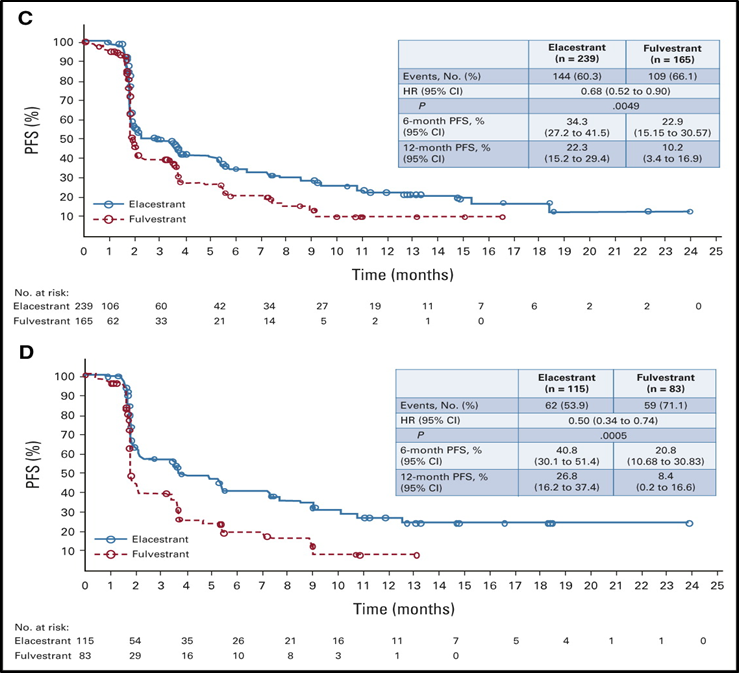 C
Elacestrant Fulvestrant
(n = 239) (n = 165)
Events, No. (%) 144 (60.3) 109 (66.1)
HR (95% CI) 0.68 (0.52 to 0.90)
P .0049
6-month PFS, % 34.3 22.9
(95% CI) (27.2 to 41.5) (15.15 to 30.57)
12-month PFS, % 22.3 10.2
(95% CI) (15.2 to 29.4) (3.4 to 16.9)
PFS (%)
100
90
80
70
60
50
40
30
20
10
Elacestrant
Fulvestrant
0 1 2 3 4 5 6 7 8 9 10 11 12 13 14 15 16 17 18 19 20 21 22 23 24 25
Time (months)
No. at risk:
Elacestrant 239 106 60 42 34 27 19 11 7 6 2 2 0
Fulvestrant 165 62 33 21 14 5 2 1 0
D
Elacestrant Fulvestrant
(n = 115) (n = 83)
Events, No. (%) 62 (53.9) 59 (71.1)
HR (95% CI) 0.50 (0.34 to 0.74)
P .0005
6-month PFS, % 40.8 20.8
(95% CI) (30.1 to 51.4) (10.68 to 30.83)
12-month PFS, % 26.8 8.4
(95% CI) (16.2 to 37.4) (0.2 to 16.6)
PFS (%)
100
90
80
70
60
50
40
30
20
10
Elacestrant
Fulvestrant
0 1 2 3 4 5 6 7 8 9 10 11 12 13 14 15 16 17 18 19 20 21 22 23 24 25
Time (months)
No. at risk:
Elacestrant 115 54 35 26 21 16 11 7 5 4 1 1 0
Fulvestrant 83 29 16 10 8 3 1 0